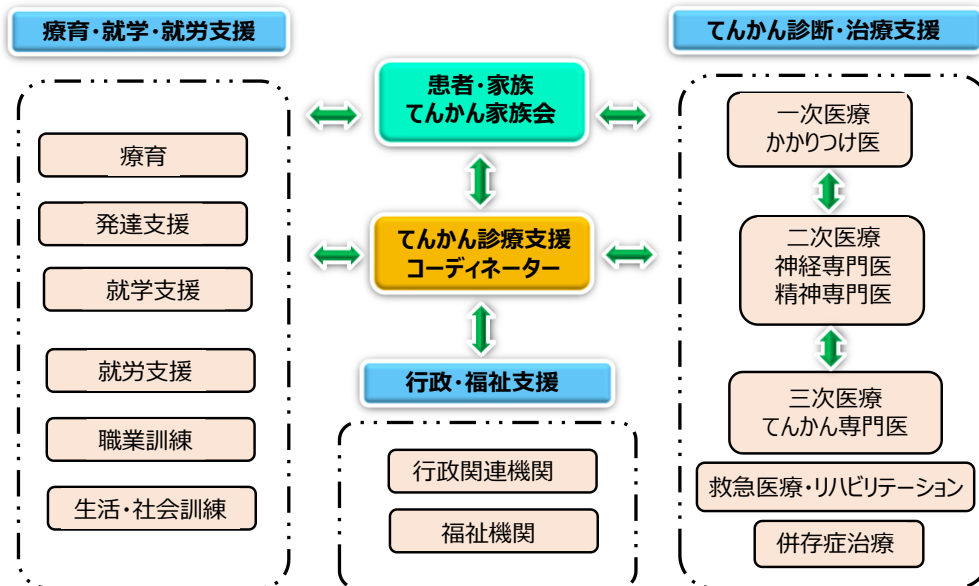 療育・就学・就労支援
療育
発達支援
就学支援
就労支援
職業訓練
生活・社会訓練
患者・家族
てんかん家族会
てんかん診療支援
コーディネーター
行政・福祉支援
行政関連機関
福祉機関
てんかん診断・治療支援
一次医療
かかりつけ医
二次医療
神経専門医
精神専門医
三次医療
てんかん専門医
救急医療・リハビリテーション
併存症治療